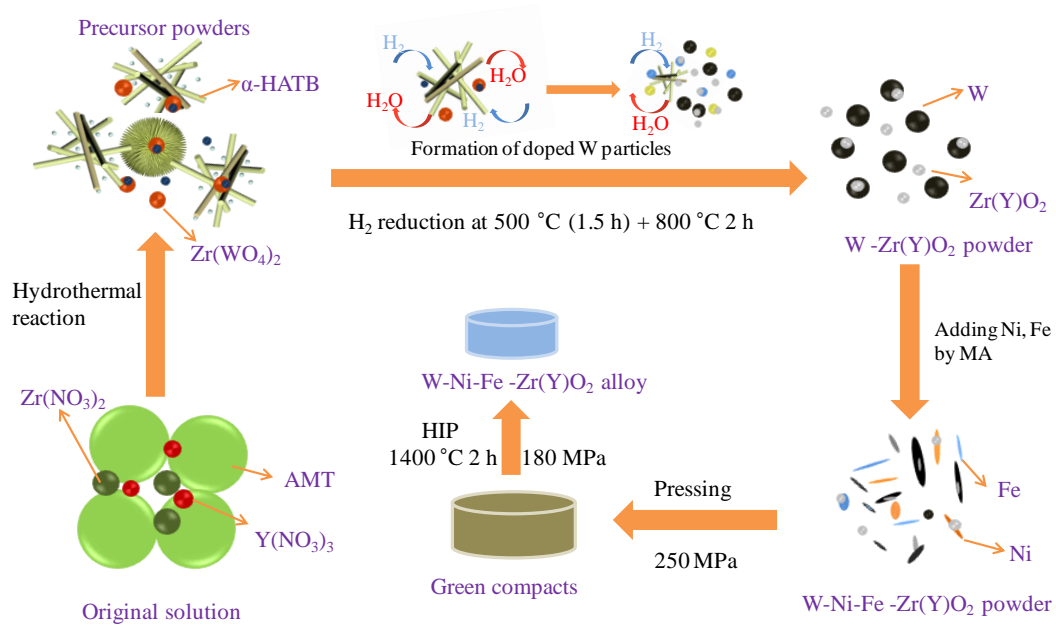 Precursor powders
α-HATB
Zr(WO₄)₂
H₂
H₂O
H₂O
H₂
H₂
H₂O
Formation of doped W particles
H₂ reduction at 500 °C (1.5 h) + 800 °C 2 h
W
Zr(Y)O₂
W -Zr(Y)O₂ powder
Hydrothermal
reaction
Adding Ni, Fe
by MA
W-Ni-Fe -Zr(Y)O₂ alloy
HIP
1400 °C 2 h
180 MPa
Zr(NO₃)₂
AMT
Y(NO₃)₃
Original solution
Green compacts
Pressing
250 MPa
Fe
Ni
W-Ni-Fe -Zr(Y)O₂ powder